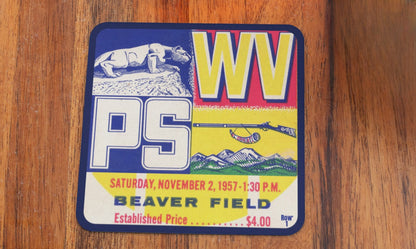 WV
PS
SATURDAY, NOVEMBER 2, 1957-1:30 P.M.
BEAVER FIELD
Established Price . . . . . . . . . . $4.00
Row
1